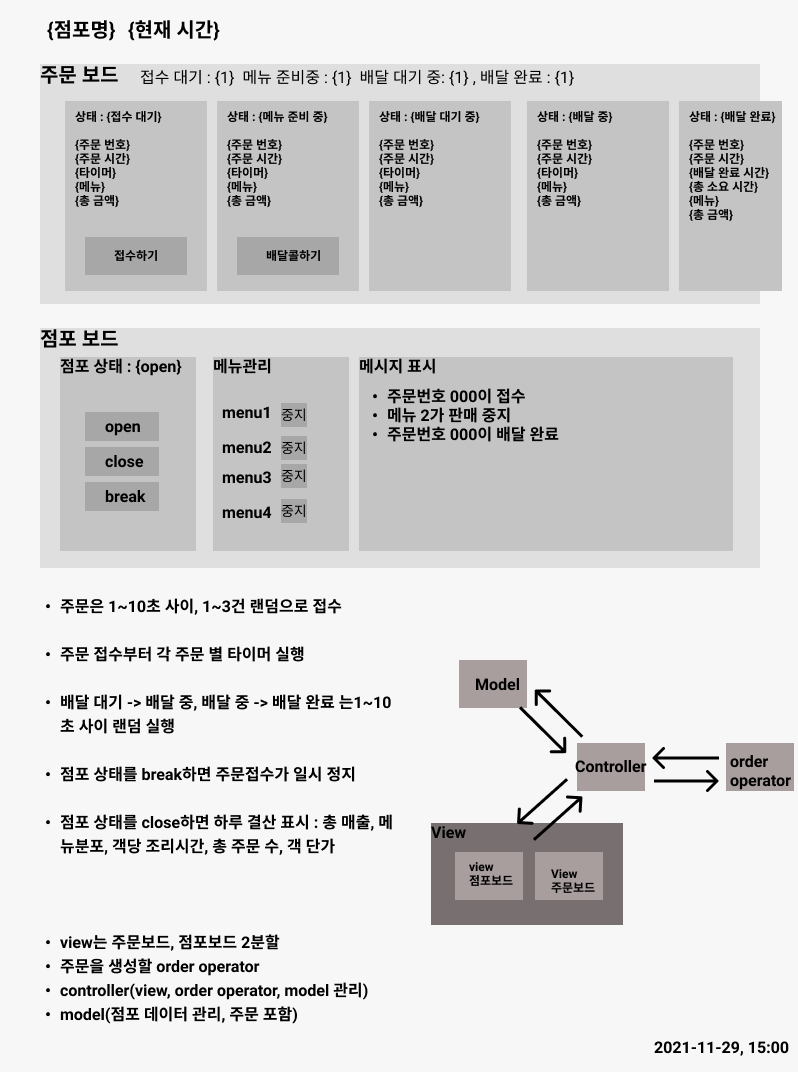 {점포명} {현재 시간}
주문 보드 접수 대기 : {1} 메뉴 준비중 : {1} 배달 대기 중: {1} , 배달 완료 : {1}
상태 : {접수 대기}
{주문 번호}
{주문 시간}
{타이머}
{메뉴}
{총 금액}
접수하기
상태 : {메뉴 준비 중}
{주문 번호}
{주문 시간}
{타이머}
{메뉴}
{총 금액}
배달콜하기
상태 : {배달 대기 중}
{주문 번호}
{주문 시간}
{타이머}
{메뉴}
{총 금액}
상태 : {배달 중}
{주문 번호}
{주문 시간}
{타이머}
{메뉴}
{총 금액}
상태 : {배달 완료}
{주문 번호}
{주문 시간}
{배달 완료 시간}
{총 소요 시간}
{메뉴}
{총 금액}
점포 보드
점포 상태 : {open}
open
close
break
메뉴관리
menu1 중지
menu2 중지
menu3 중지
menu4 중지
메시지 표시
• 주문번호 000이 접수
• 메뉴 2가 판매 중지
• 주문번호 000이 배달 완료
• 주문은 1~10초 사이, 1~3건 랜덤으로 접수
• 주문 접수부터 각 주문 별 타이머 실행
• 배달 대기 -> 배달 중, 배달 중 -> 배달 완료 는1~10
초 사이 랜덤 실행
• 점포 상태를 break하면 주문접수가 일시 정지
• 점포 상태를 close하면 하루 결산 표시 : 총 매출, 메
뉴분포, 객당 조리시간, 총 주문 수, 객 단가
Model
Controller
order
operator
View
view
점포보드
View
주문보드
• view는 주문보드, 점포보드 2분할
• 주문을 생성할 order operator
• controller(view, order operator, model 관리)
• model(점포 데이터 관리, 주문 포함)
2021-11-29, 15:00